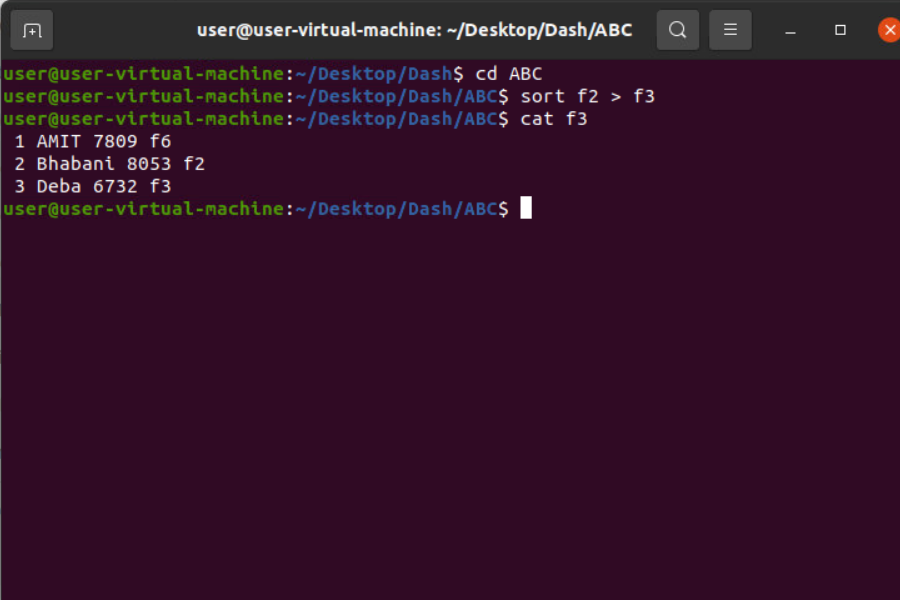 user@user-virtual-machine: ~/Desktop/Dash/ABC
user@user-virtual-machine:~/Desktop/Dash$ cd ABC
user@user-virtual-machine:~/Desktop/Dash/ABC$ sort f2 > f3
user@user-virtual-machine:~/Desktop/Dash/ABC$ cat f3
 1 AMIT 7809 f6
 2 Bhabani 8053 f2
 3 Deba 6732 f3
user@user-virtual-machine:~/Desktop/Dash/ABC$